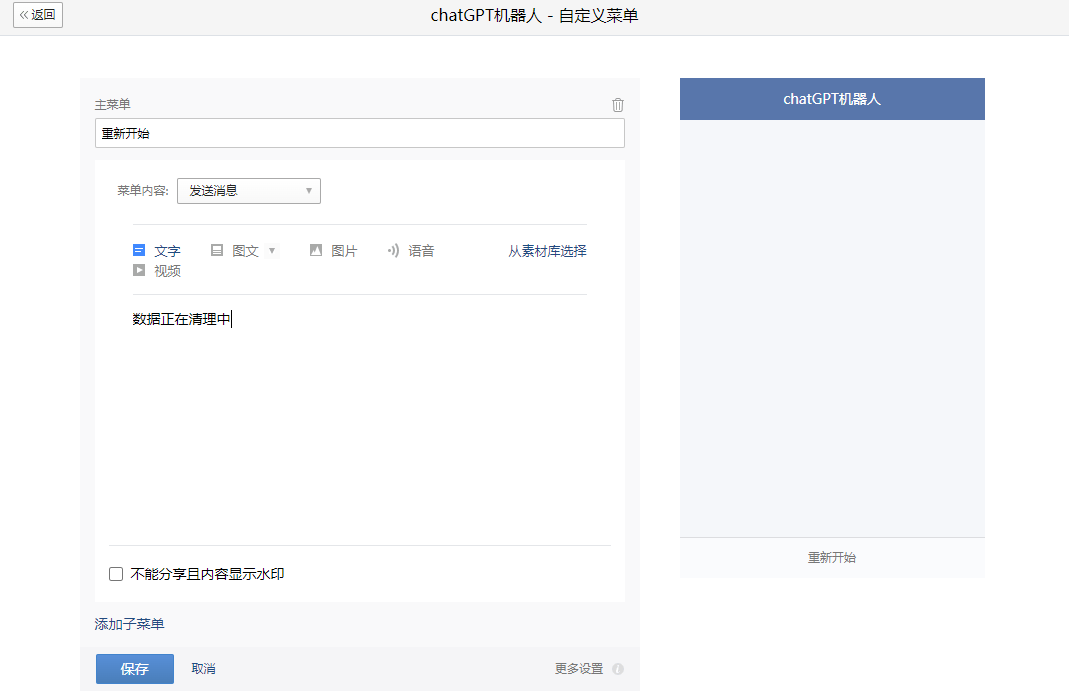 返回
chatGPT机器人 - 自定义菜单
主菜单
重新开始
菜单内容: 发送消息
文字 图文 图片 语音 从素材库选择
视频
数据正在清理中
不能分享且内容显示水印
添加子菜单
保存 取消 更多设置
chatGPT机器人
重新开始